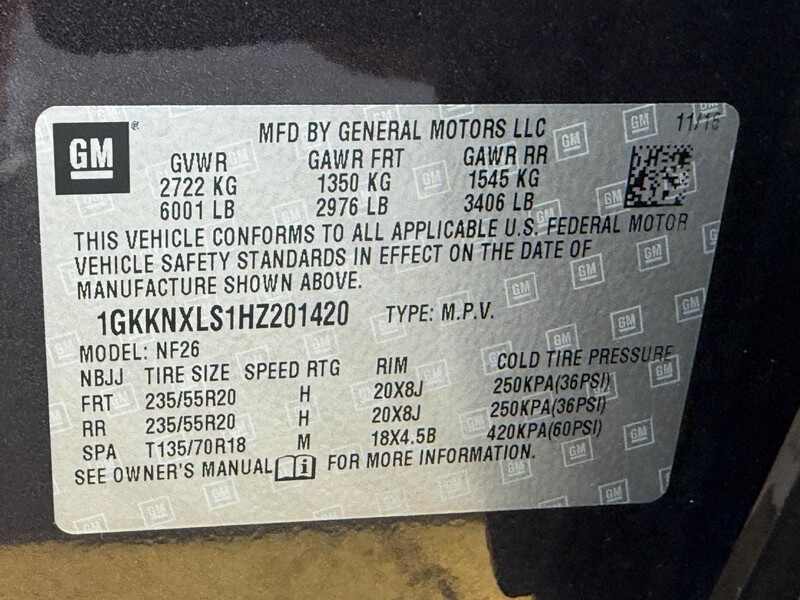 GM ® MFD BY GENERAL MOTORS LLC 11/16
GVWR GAWR FRT GAWR RR
2722 KG 1350 KG 1545 KG
6001 LB 2976 LB 3406 LB
THIS VEHICLE CONFORMS TO ALL APPLICABLE U.S. FEDERAL MOTOR
VEHICLE SAFETY STANDARDS IN EFFECT ON THE DATE OF
MANUFACTURE SHOWN ABOVE.
1GKKNXLS1HZ201420 TYPE: M.P.V.
MODEL: NF26
NBJJ TIRE SIZE SPEED RTG RIM COLD TIRE PRESSURE
FRT 235/55R20 H 20X8J 250KPA(36PSI)
RR 235/55R20 H 20X8J 250KPA(36PSI)
SPA T135/70R18 M 18X4.5B 420KPA(60PSI)
SEE OWNER'S MANUAL i FOR MORE INFORMATION.